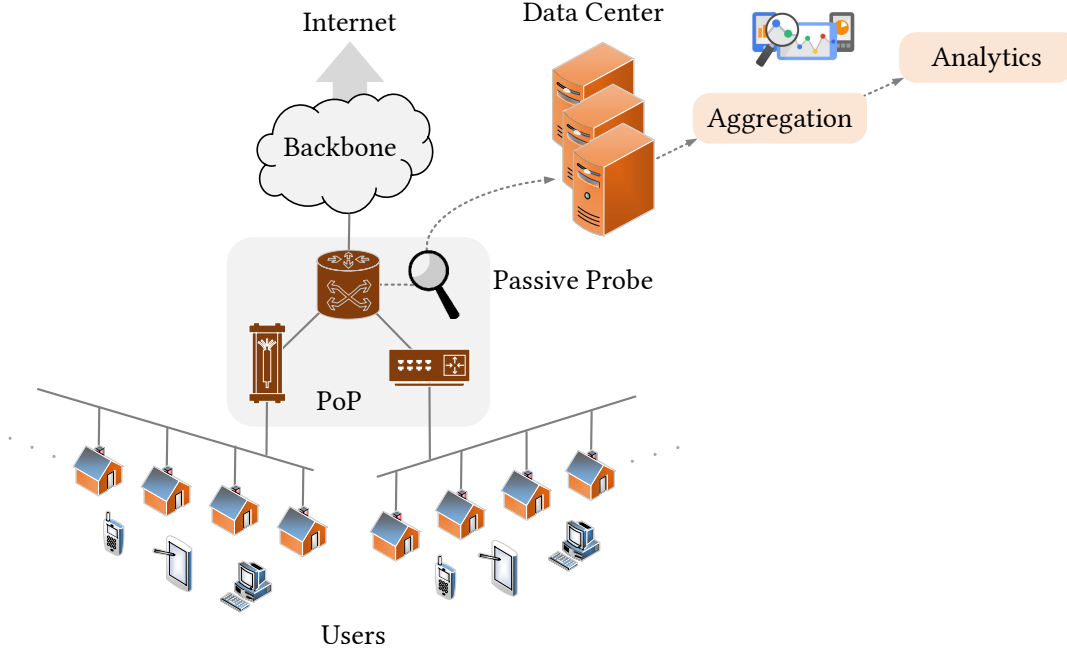 Internet
Data Center
Analytics
Aggregation
Backbone
Passive Probe
PoP
Users